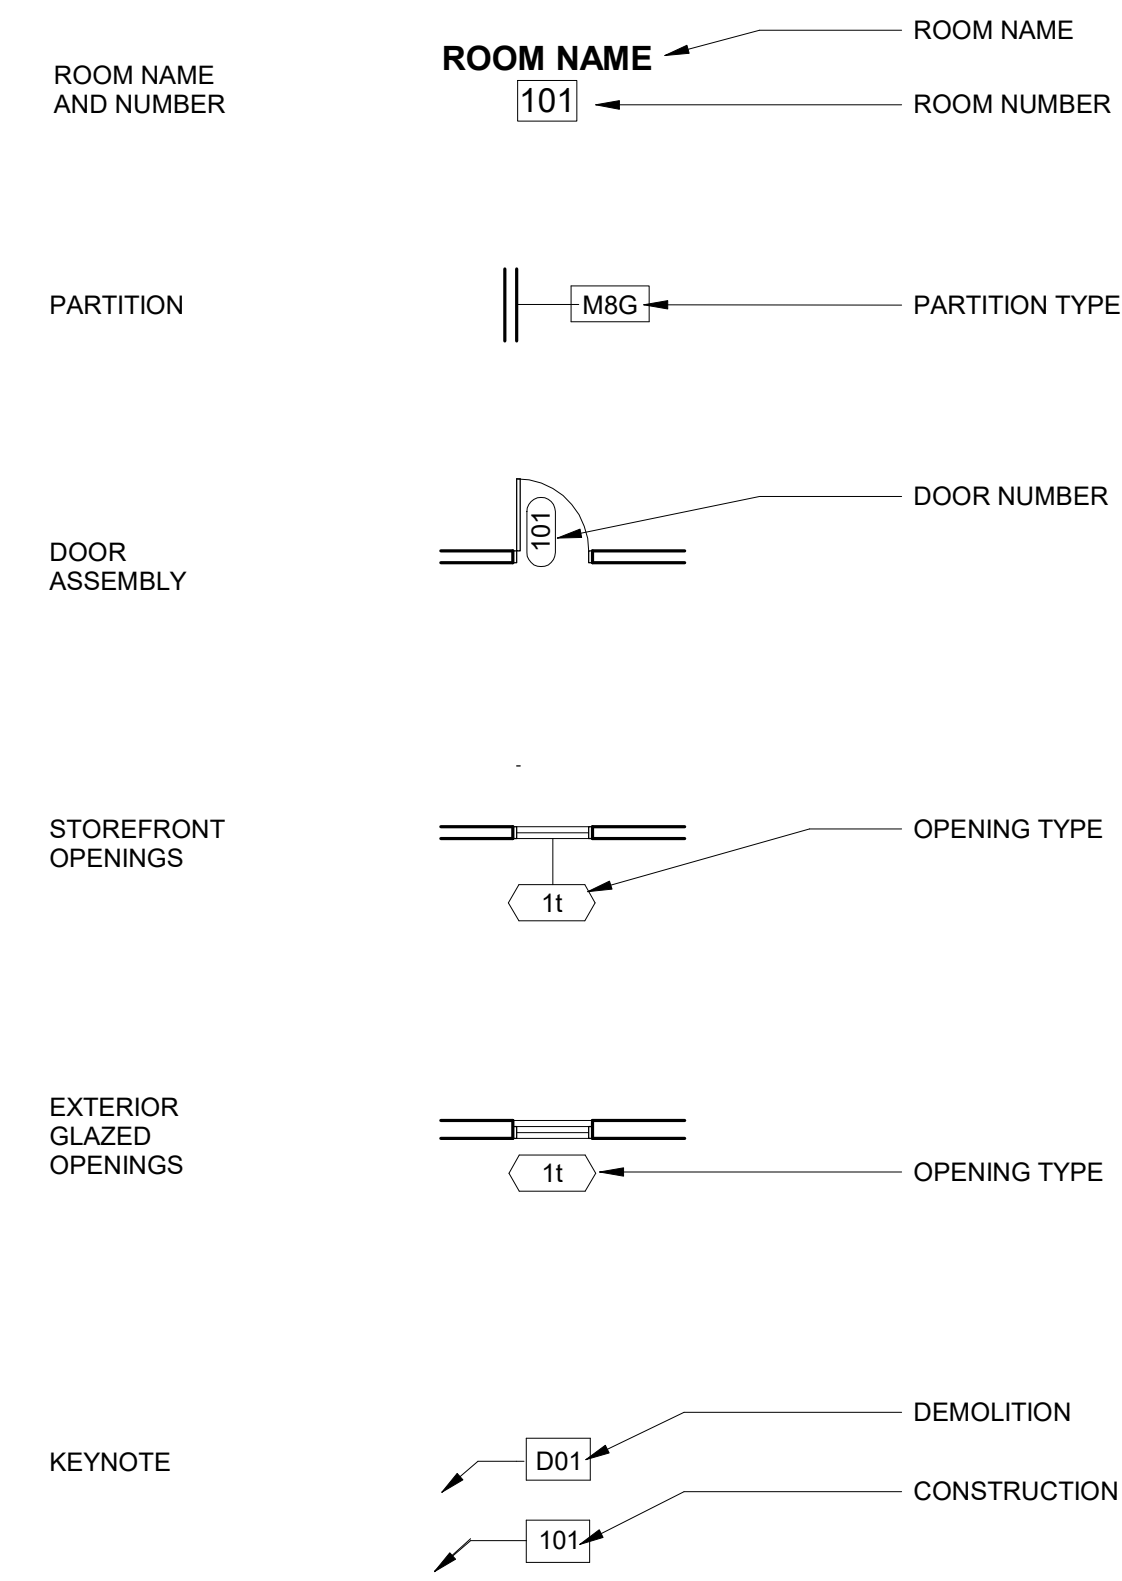 ROOM NAME
AND NUMBER
ROOM NAME
101
ROOM NAME
ROOM NUMBER
PARTITION
M8G
PARTITION TYPE
DOOR
ASSEMBLY
101
DOOR NUMBER
-
STOREFRONT
OPENINGS
1t
OPENING TYPE
EXTERIOR
GLAZED
OPENINGS
1t
OPENING TYPE
KEYNOTE
D01
DEMOLITION
101
CONSTRUCTION